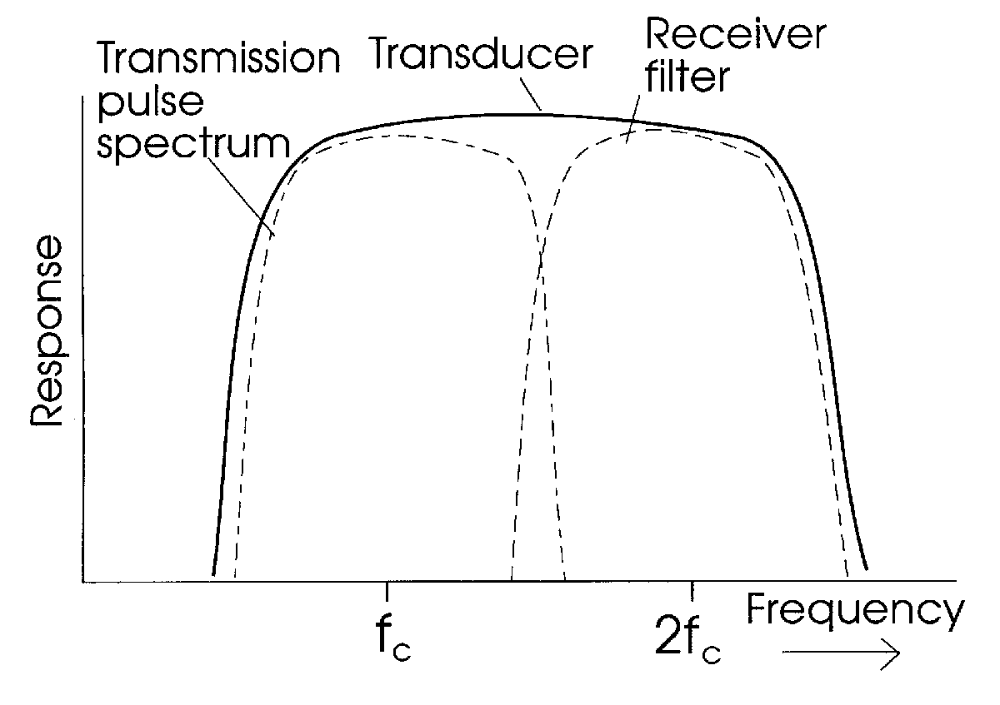 Transmission
pulse
spectrum
Transducer
Receiver
filter
Response
fc
2fc
Frequency